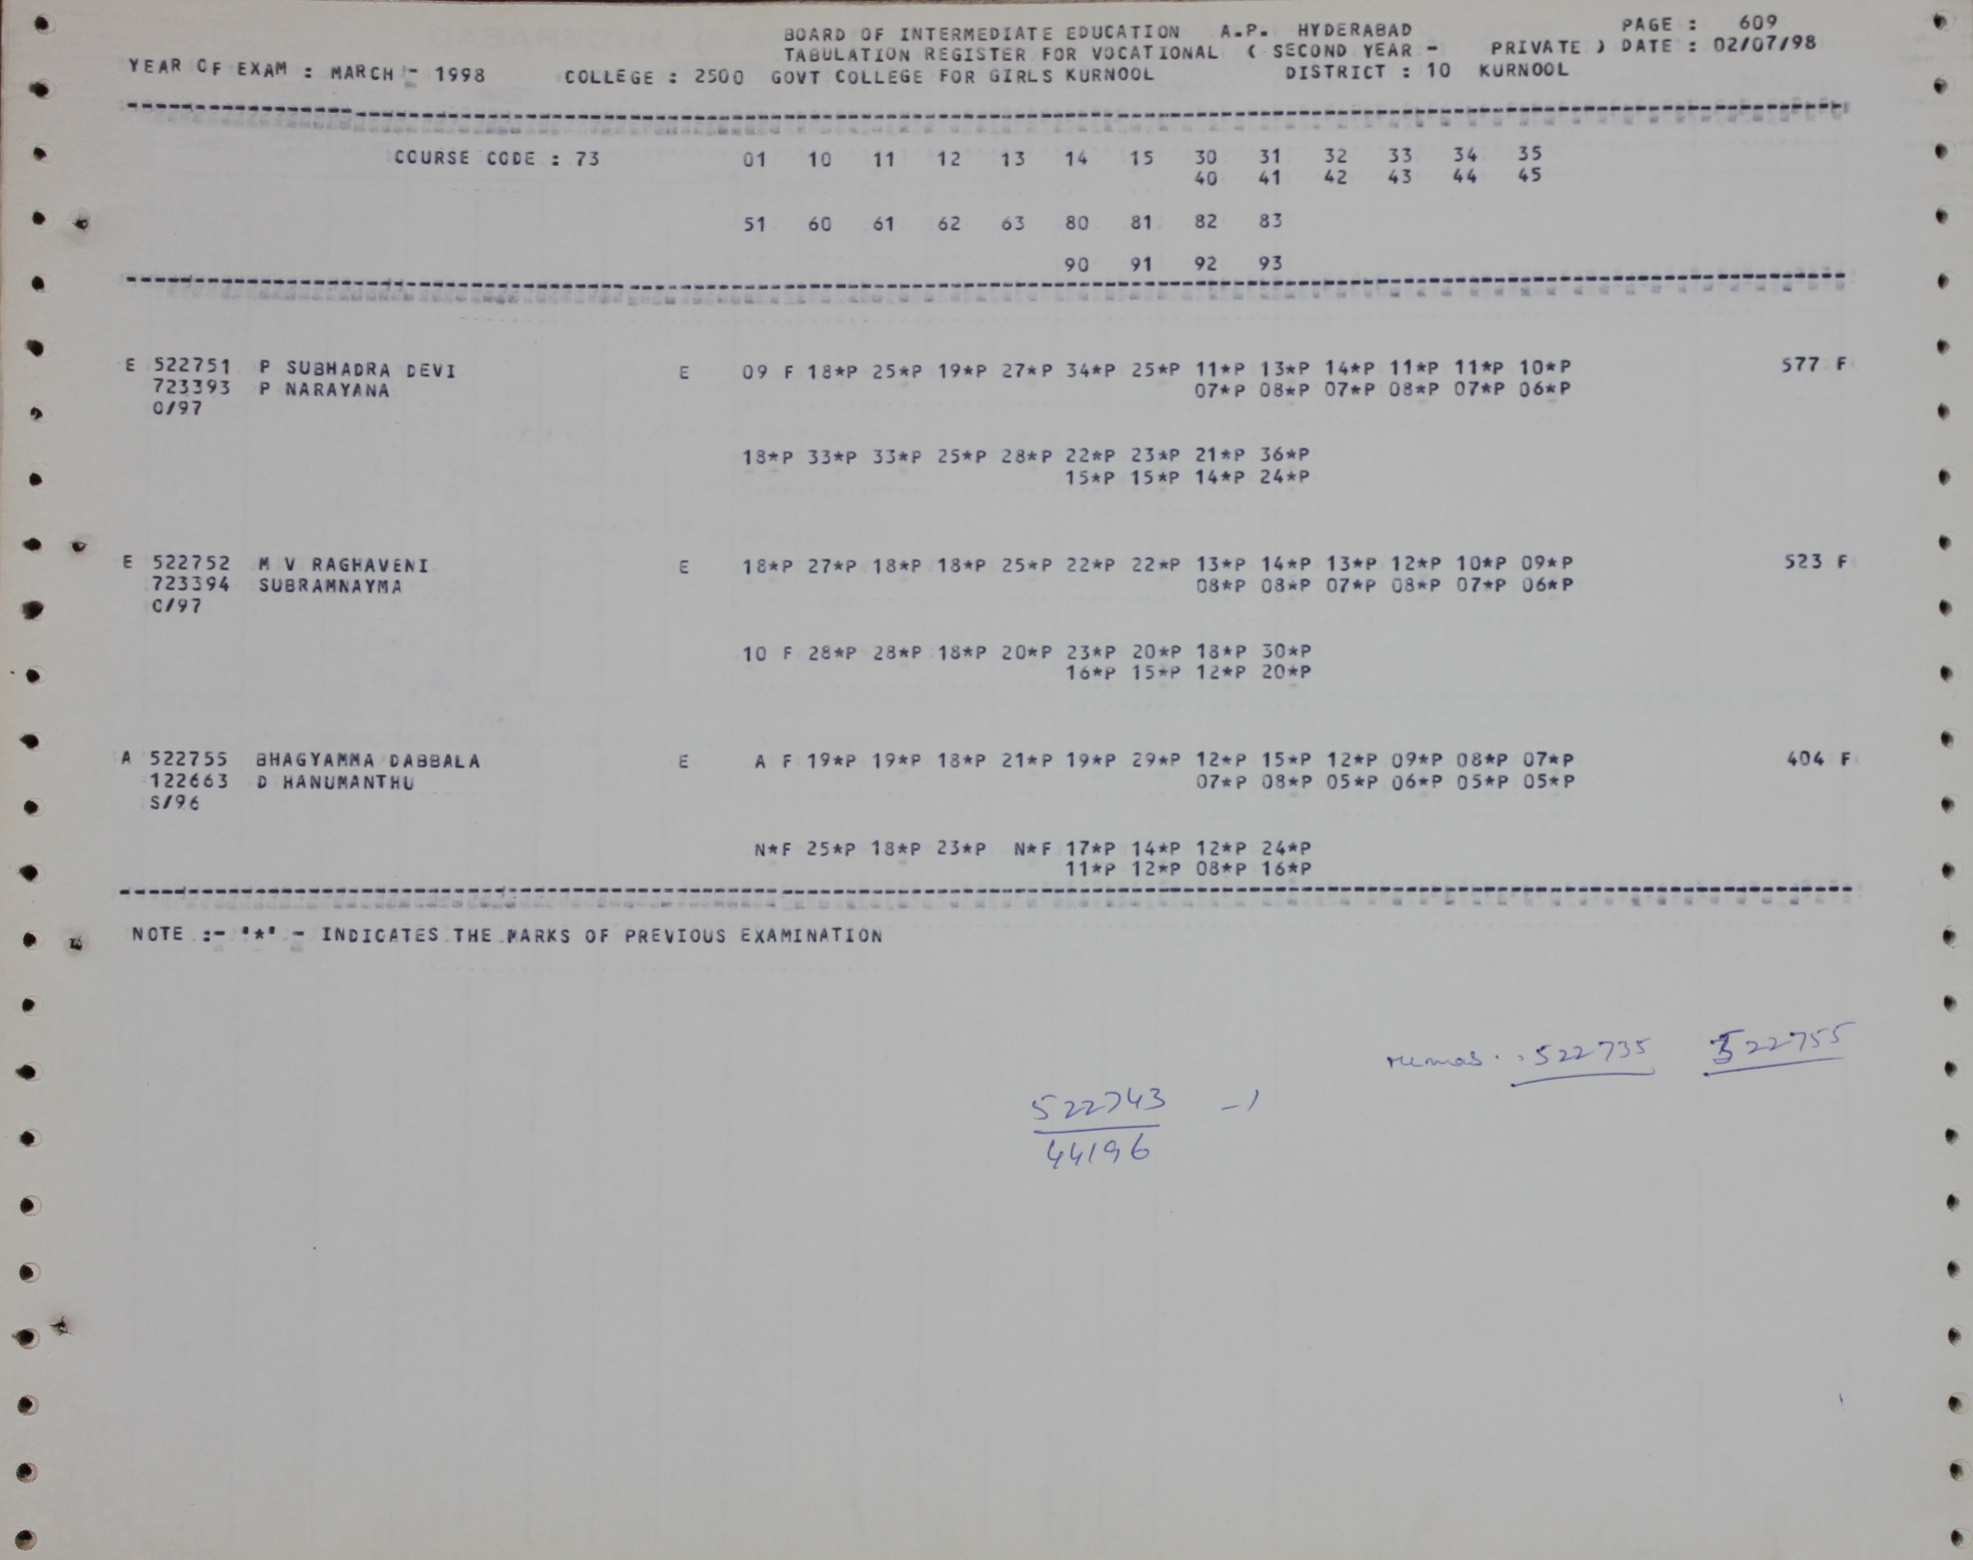 BOARD OF INTERMEDIATE EDUCATION A.P. HYDERABAD PAGE : 609
TABULATION REGISTER FOR VOCATIONAL ( SECOND YEAR - PRIVATE ) DATE : 02/07/98
YEAR OF EXAM : MARCH - 1998 COLLEGE : 2500 GOVT COLLEGE FOR GIRLS KURNOOL DISTRICT : 10 KURNOOL
COURSE CODE : 73 01 10 11 12 13 14 15 30 31 32 33 34 35
40 41 42 43 44 45
51 60 61 62 63 80 81 82 83
90 91 92 93
E 522751 P SUBHADRA DEVI E 09 F 18*P 25*P 19*P 27*P 34*P 25*P 11*P 13*P 14*P 11*P 11*P 10*P 577 F
723393 P NARAYANA 07*P 08*P 07*P 08*P 07*P 06*P
O/97
18*P 33*P 33*P 25*P 28*P 22*P 23*P 21*P 36*P
15*P 15*P 14*P 24*P
E 522752 M V RAGHAVENI E 18*P 27*P 18*P 18*P 25*P 22*P 22*P 13*P 14*P 13*P 12*P 10*P 09*P 523 F
723394 SUBRAMNAYMA 08*P 08*P 07*P 08*P 07*P 06*P
O/97
10 F 28*P 28*P 18*P 20*P 23*P 20*P 18*P 30*P
16*P 15*P 12*P 20*P
A 522755 BHAGYAMMA DABBALA E A F 19*P 19*P 18*P 21*P 19*P 29*P 12*P 15*P 12*P 09*P 08*P 07*P 404 F
122663 D HANUMANTHU 07*P 08*P 05*P 06*P 05*P 05*P
S/96
N*F 25*P 18*P 23*P N*F 17*P 14*P 12*P 24*P
11*P 12*P 08*P 16*P
NOTE :- '*' - INDICATES THE MARKS OF PREVIOUS EXAMINATION
522735 522755
522743 -1
44196